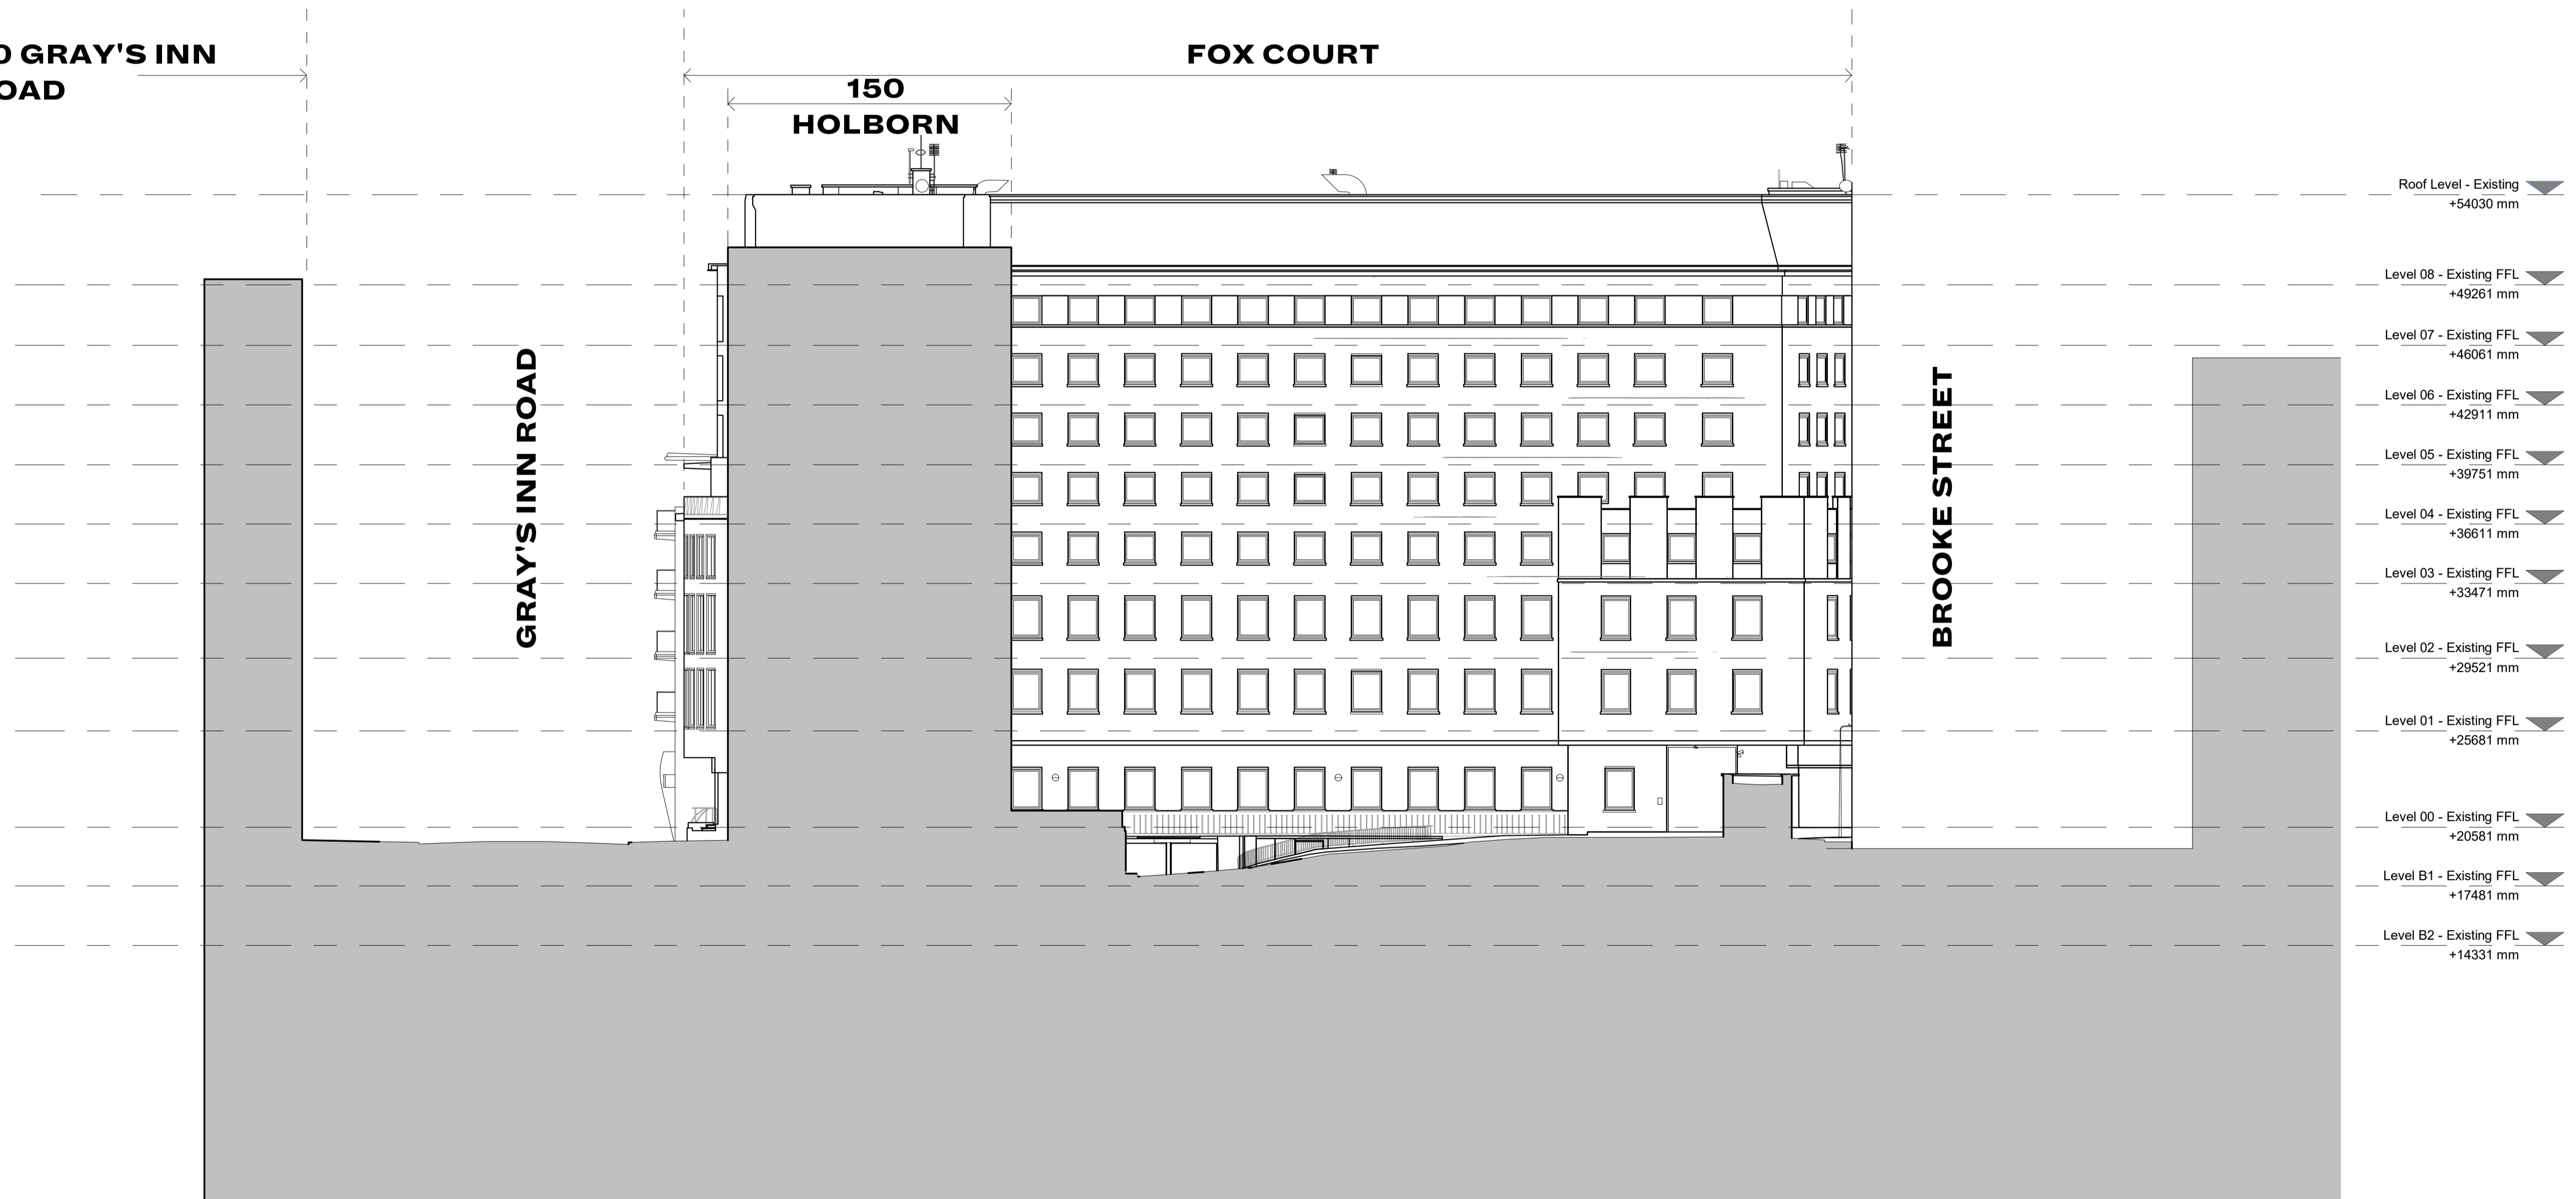 0 GRAY'S INN
OAD
FOX COURT
150
HOLBORN
GRAY'S INN ROAD
BROOKE STREET
Roof Level - Existing
+54030 mm
Level 08 - Existing FFL
+49261 mm
Level 07 - Existing FFL
+46061 mm
Level 06 - Existing FFL
+42911 mm
Level 05 - Existing FFL
+39751 mm
Level 04 - Existing FFL
+36611 mm
Level 03 - Existing FFL
+33471 mm
Level 02 - Existing FFL
+29521 mm
Level 01 - Existing FFL
+25681 mm
Level 00 - Existing FFL
+20581 mm
Level B1 - Existing FFL
+17481 mm
Level B2 - Existing FFL
+14331 mm